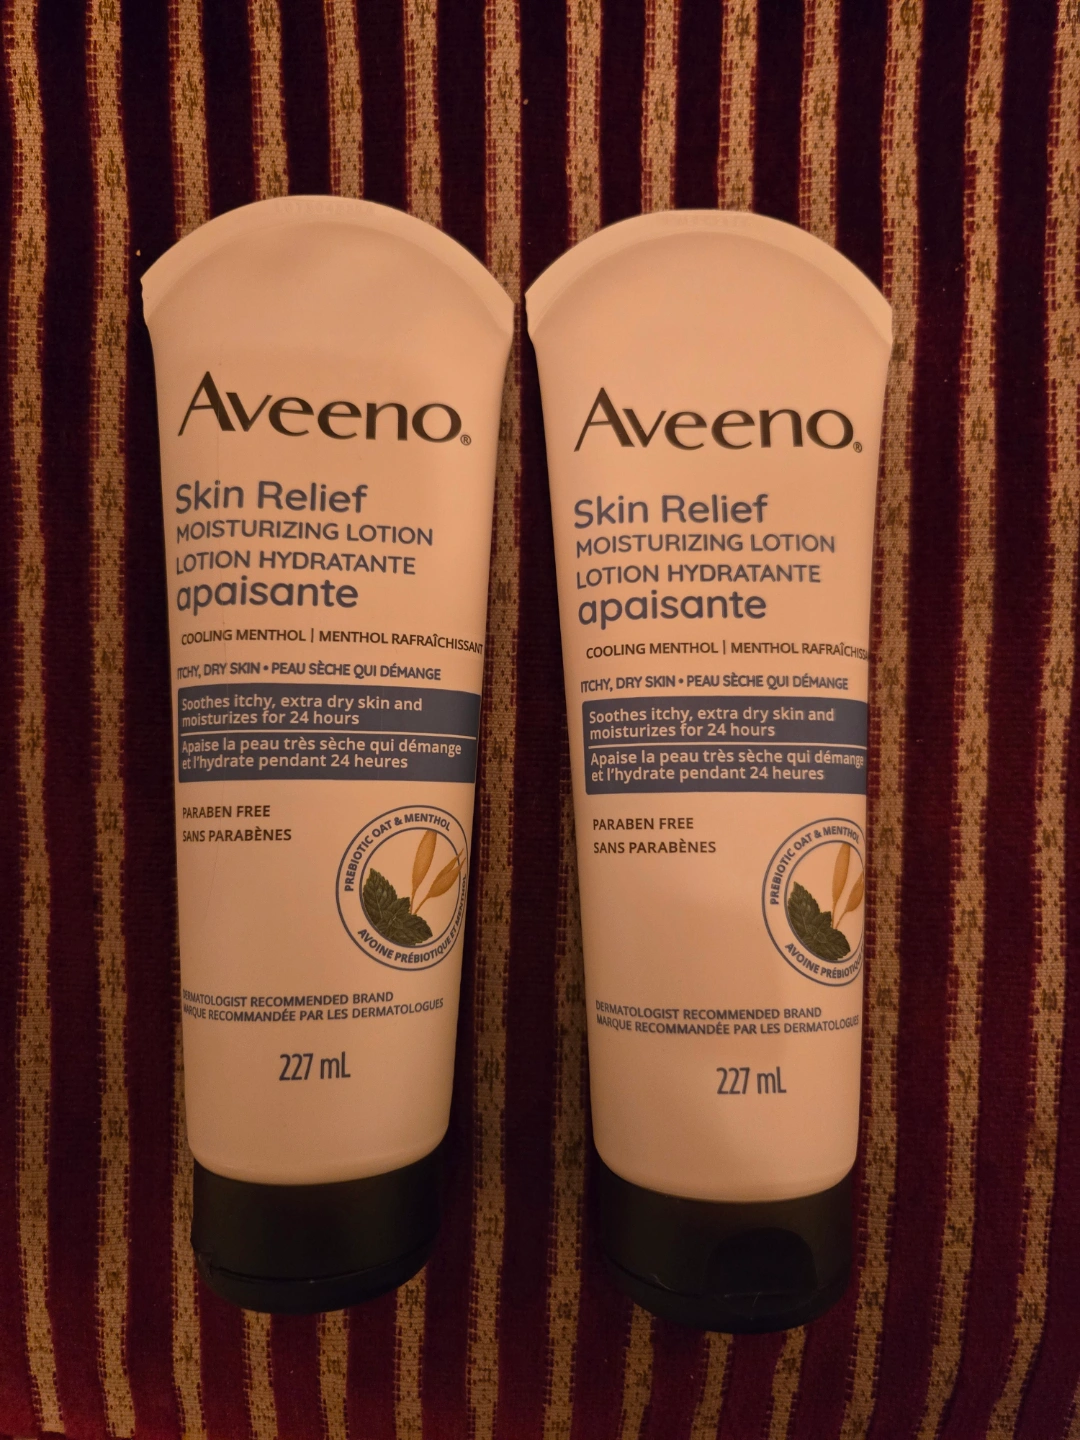 Aveeno®
Skin Relief
MOISTURIZING LOTION
LOTION HYDRATANTE
apaisante
COOLING MENTHOL | MENTHOL RAFRAÎCHISSANT
ITCHY, DRY SKIN • PEAU SÈCHE QUI DÉMANGE
Soothes itchy, extra dry skin and
moisturizes for 24 hours
Apaise la peau très sèche qui démange
et l'hydrate pendant 24 heures
PARABEN FREE
SANS PARABÈNES
PREBIOTIC OAT & MENTHOL
AVOINE PRÉBIOTIQUE ET MENTHOL
DERMATOLOGIST RECOMMENDED BRAND
MARQUE RECOMMANDÉE PAR LES DERMATOLOGUES
227 mL
Aveeno®
Skin Relief
MOISTURIZING LOTION
LOTION HYDRATANTE
apaisante
COOLING MENTHOL | MENTHOL RAFRAÎCHISSA
ITCHY, DRY SKIN • PEAU SÈCHE QUI DÉMANGE
Soothes itchy, extra dry skin and
moisturizes for 24 hours
Apaise la peau très sèche qui démange
et l'hydrate pendant 24 heures
PARABEN FREE
SANS PARABÈNES
PREBIOTIC OAT & MENTHOL
AVOINE PRÉBIOTIQ
DERMATOLOGIST RECOMMENDED BRAND
MARQUE RECOMMANDÉE PAR LES DERMATOLOGUES
227 mL